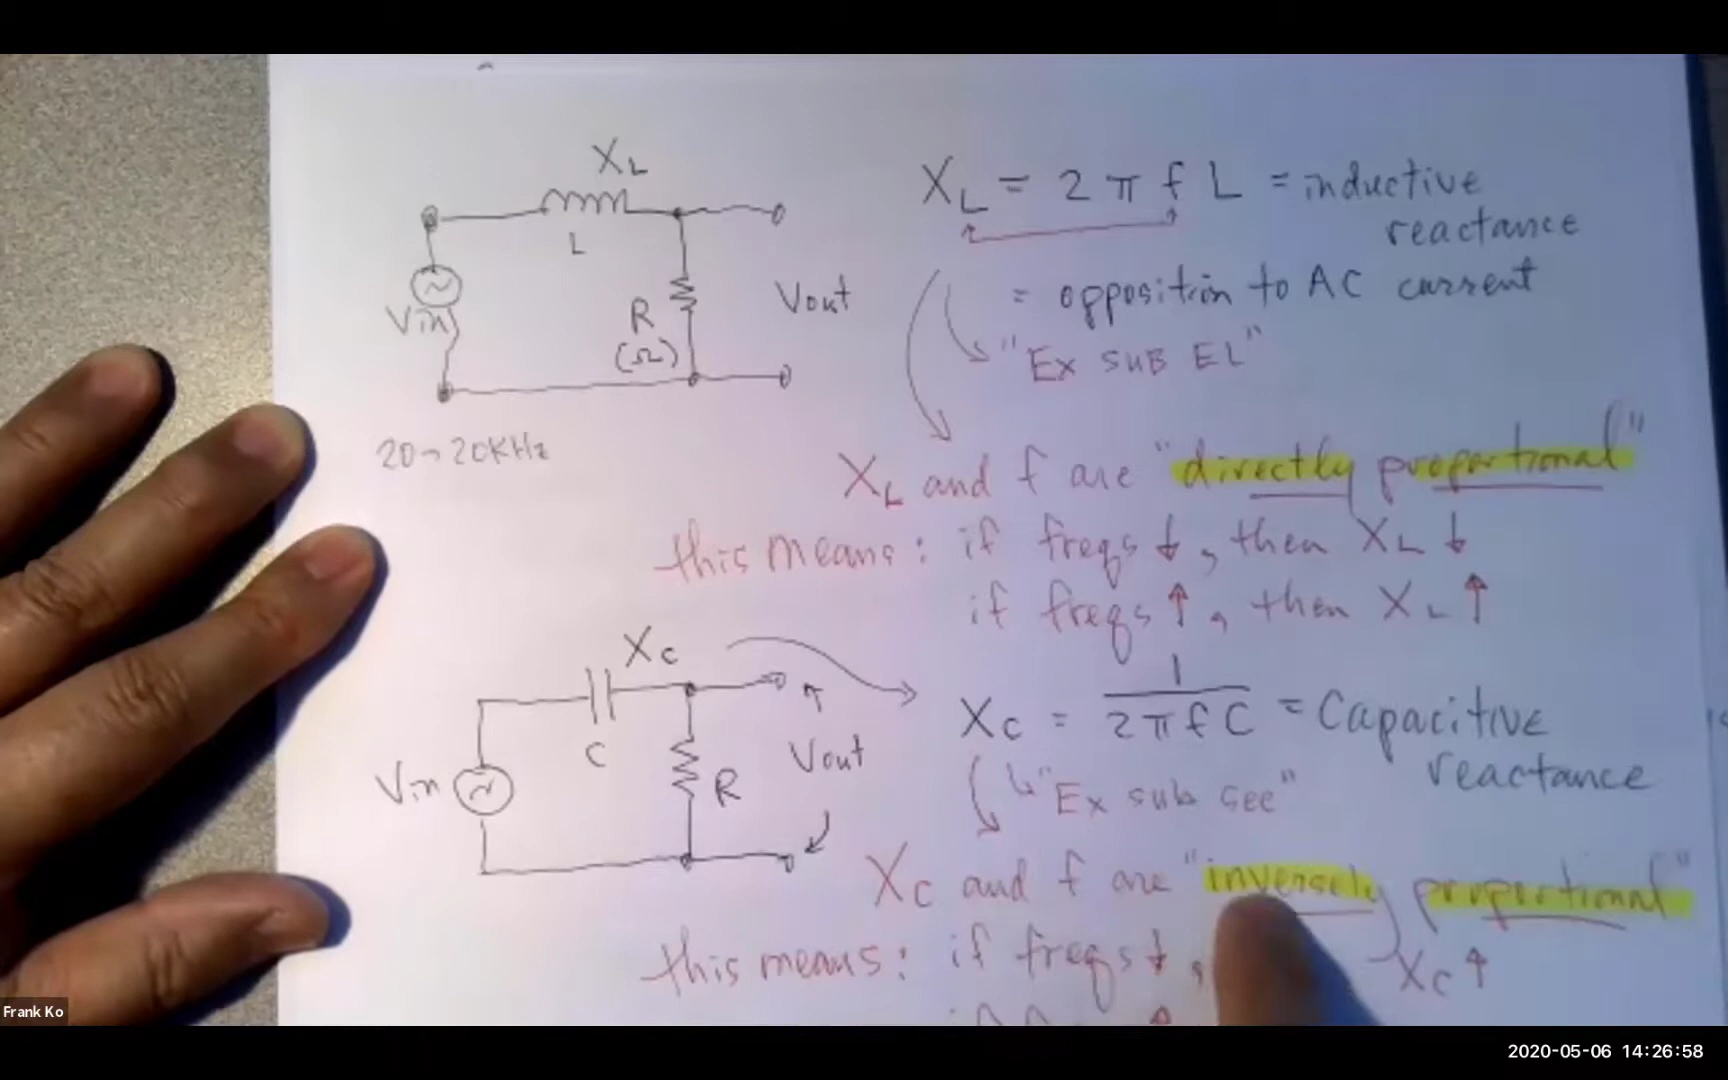 XL
L
Vin
R
(Ω)
Vout
20→20KHz
XL = 2πfL = inductive
reactance
= opposition to AC current
"Ex SUB EL"
XL and f are "directly proportional"
this means: if freqs ↓, then XL ↓
if freqs ↑, then XL ↑
Xc
C
Vin
R
Vout
Xc = 1/2πfC = Capacitive
reactance
"Ex sub see"
Xc and f are "inversely proportional"
this means: if freqs ↓, Xc ↑
Frank Ko
2020-05-06 14:26:58